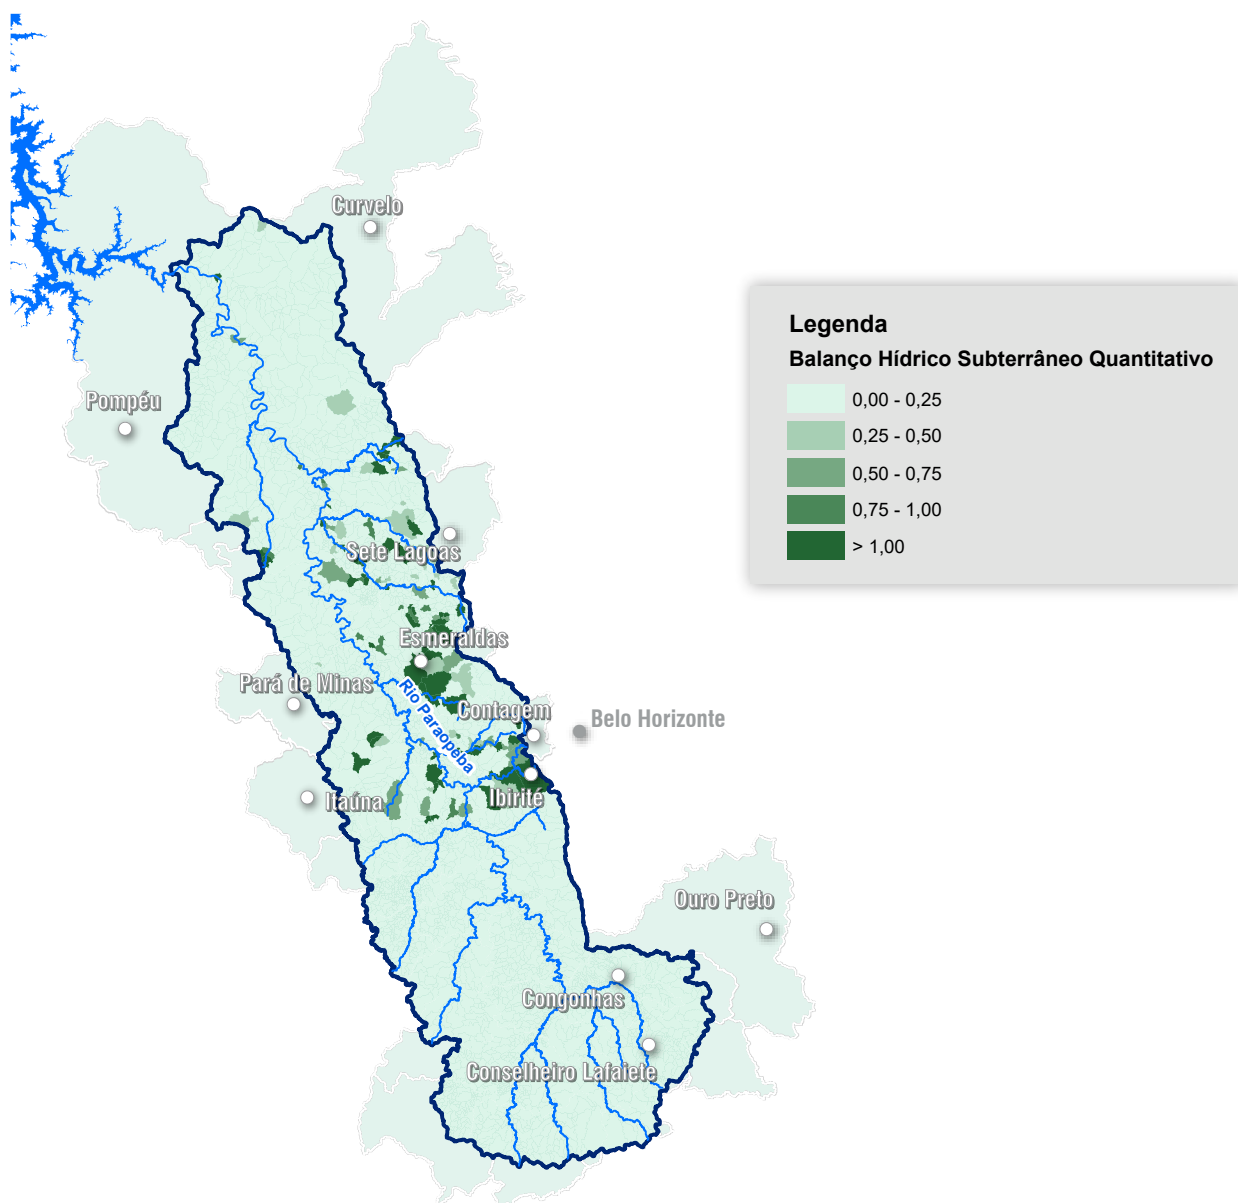 Curvelo
Legenda
Balanço Hídrico Subterrâneo Quantitativo
0,00 - 0,25
0,25 - 0,50
0,50 - 0,75
0,75 - 1,00
> 1,00
Pompéu
Sete Lagoas
Esmeraldas
Pará de Minas
Rio Paraopeba
Contagem
Belo Horizonte
Itaúna
Ibirité
Ouro Preto
Congonhas
Conselheiro Lafaiete